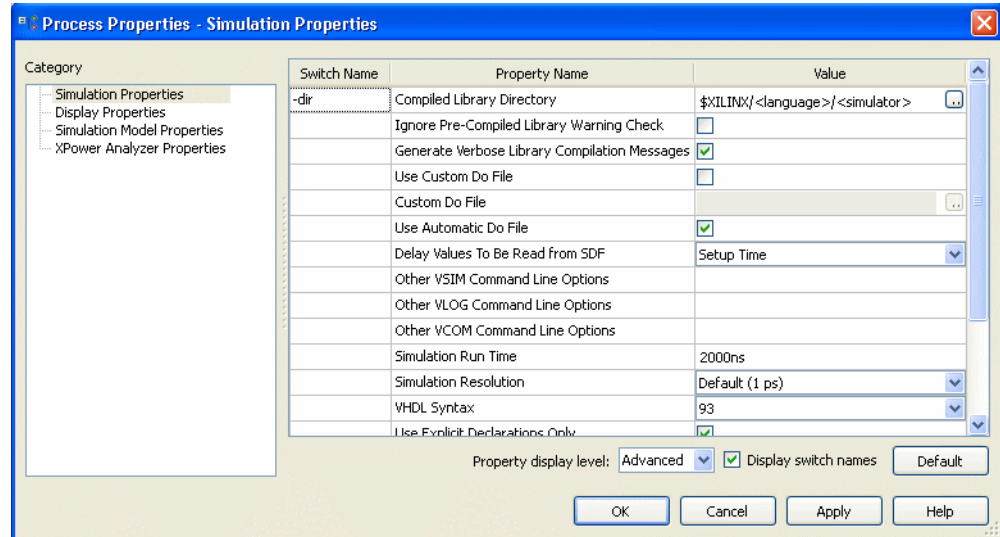 Process Properties - Simulation Properties
Category
Simulation Properties
Display Properties
Simulation Model Properties
XPower Analyzer Properties
Switch Name Property Name Value
-dir Compiled Library Directory $XILINX/<language>/<simulator> ..
Ignore Pre-Compiled Library Warning Check
Generate Verbose Library Compilation Messages
Use Custom Do File
Custom Do File ..
Use Automatic Do File
Delay Values To Be Read from SDF Setup Time
Other VSIM Command Line Options
Other VLOG Command Line Options
Other VCOM Command Line Options
Simulation Run Time 2000ns
Simulation Resolution Default (1 ps)
VHDL Syntax 93
Use Explicit Declarations Only
Property display level: Advanced Display switch names Default
OK Cancel Apply Help